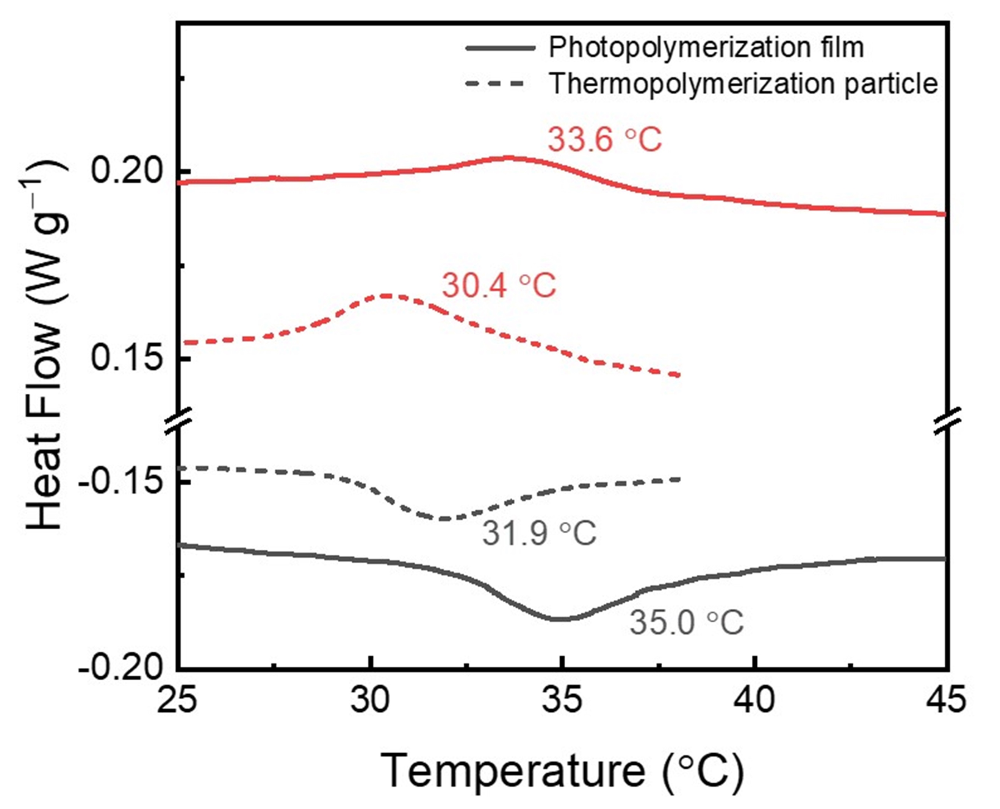 Photopolymerization film
Thermopolymerization particle
33.6 °C
0.20
30.4 °C
0.15
Heat Flow (W g⁻¹)
-0.15
31.9 °C
35.0 °C
-0.20
25 30 35 40 45
Temperature (°C)